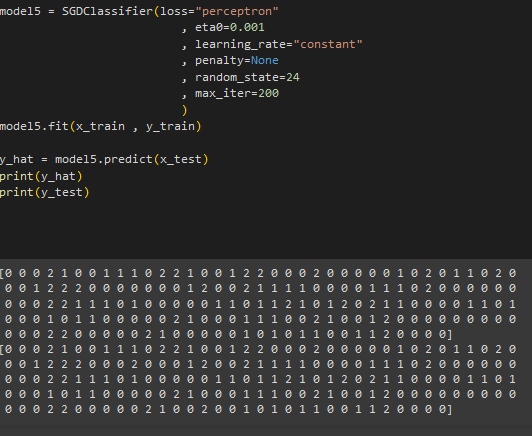 model5 = SGDClassifier(loss="perceptron"
, eta0=0.001
, learning_rate="constant"
, penalty=None
, random_state=24
, max_iter=200
)
model5.fit(x_train , y_train)
y_hat = model5.predict(x_test)
print(y_hat)
print(y_test)
[0 0 0 2 1 0 0 1 1 1 0 2 2 1 0 0 1 2 2 0 0 0 2 0 0 0 0 0 1 0 2 0 1 1 0 2 0
0 0 1 2 2 2 0 0 0 0 0 0 0 1 2 0 0 2 1 1 1 1 0 0 0 0 1 1 1 0 2 0 0 0 0 0 0
0 0 0 2 2 1 1 1 0 1 0 0 0 0 0 1 1 0 1 1 2 1 0 1 2 0 2 1 1 0 0 0 0 1 1 0 1
0 0 0 1 0 1 1 0 0 0 0 0 2 1 0 0 0 1 1 1 0 0 2 1 0 0 1 2 0 0 0 0 0 0 0 0 0
0 0 0 2 2 0 0 0 0 0 2 1 0 0 0 0 0 1 0 1 0 1 1 0 0 1 1 2 0 0 0 0]
[0 0 0 2 1 0 0 1 1 1 0 2 2 1 0 0 1 2 2 0 0 0 2 0 0 0 0 0 1 0 2 0 1 1 0 2 0
0 0 1 2 2 2 0 0 0 2 0 0 0 1 2 0 0 2 1 1 1 1 0 0 0 0 1 1 1 0 2 0 0 0 0 0 0
0 0 0 2 2 1 1 1 0 1 0 0 0 0 0 1 1 0 1 1 2 1 0 1 2 0 2 1 1 0 0 0 0 1 1 0 1
0 0 0 1 0 1 1 0 0 0 0 0 2 1 0 0 0 1 1 1 0 0 2 1 0 0 1 2 0 0 0 0 0 0 0 0 0
0 0 0 2 2 0 0 0 0 0 0 2 1 0 0 2 0 0 1 0 1 0 1 1 0 0 1 1 2 0 0 0 0]